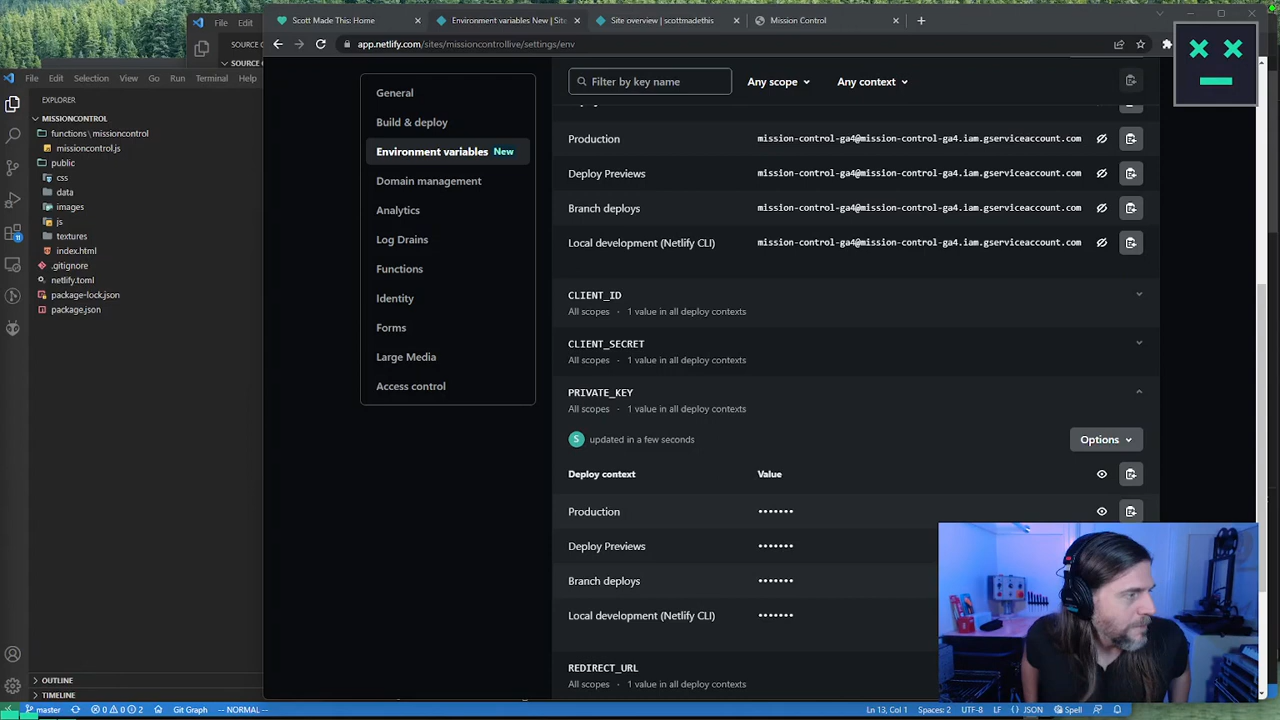 File Edit
SOURCE C
SOURCE C
File Edit Selection View Go Run Terminal Help
EXPLORER
MISSIONCONTROL
functions \ missioncontrol
missioncontrol.js
public
css
data
images
js
textures
index.html
.gitignore
netlify.toml
package-lock.json
package.json
OUTLINE
TIMELINE
11
Scott Made This: Home
Environment variables New | Site
Site overview | scottmadethis
Mission Control
app.netlify.com/sites/missioncontrollive/settings/env
General
Build & deploy
Environment variables New
Domain management
Analytics
Log Drains
Functions
Identity
Forms
Large Media
Access control
Filter by key name
Any scope
Any context
Production mission-control-ga4@mission-control-ga4.iam.gserviceaccount.com
Deploy Previews mission-control-ga4@mission-control-ga4.iam.gserviceaccount.com
Branch deploys mission-control-ga4@mission-control-ga4.iam.gserviceaccount.com
Local development (Netlify CLI) mission-control-ga4@mission-control-ga4.iam.gserviceaccount.com
CLIENT_ID
All scopes · 1 value in all deploy contexts
CLIENT_SECRET
All scopes · 1 value in all deploy contexts
PRIVATE_KEY
All scopes · 1 value in all deploy contexts
S updated in a few seconds
Options
Deploy context Value
Production •••••••
Deploy Previews •••••••
Branch deploys •••••••
Local development (Netlify CLI) •••••••
REDIRECT_URL
All scopes · 1 value in all deploy contexts
master 0 0 2 Git Graph -- NORMAL -- Ln 13, Col 1 Spaces: 2 UTF-8 LF {} JSON Spell